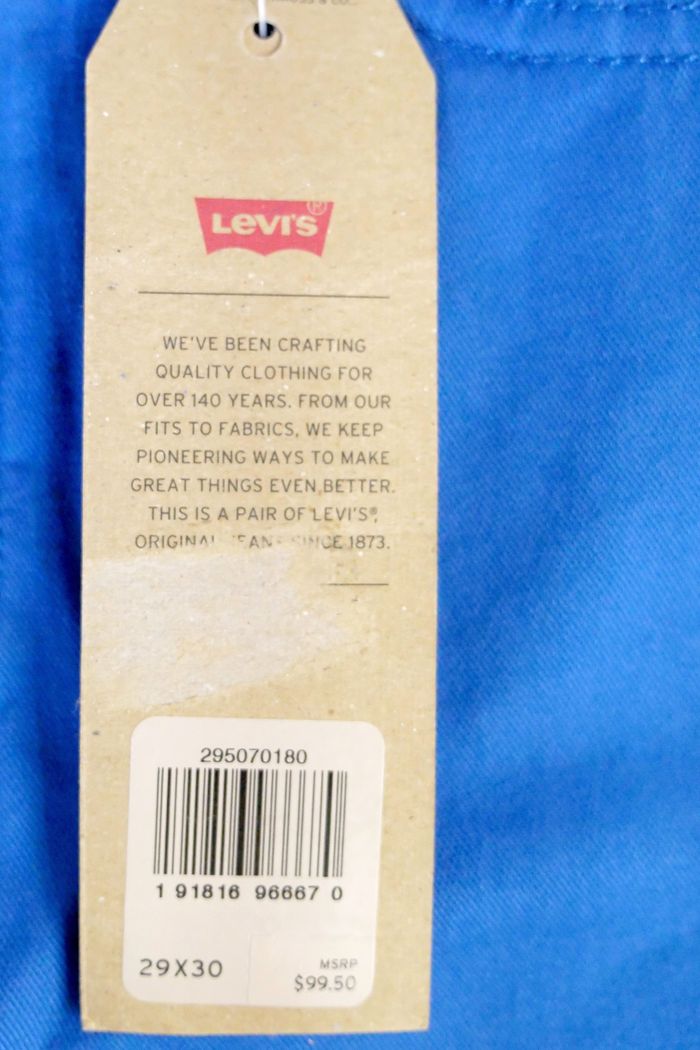 LEVI'S®
WE'VE BEEN CRAFTING
QUALITY CLOTHING FOR
OVER 140 YEARS. FROM OUR
FITS TO FABRICS, WE KEEP
PIONEERING WAYS TO MAKE
GREAT THINGS EVEN BETTER.
THIS IS A PAIR OF LEVI'S®,
SINCE 1873.
295070180
1 91816 96667 0
29X30
MSRP
$99.50